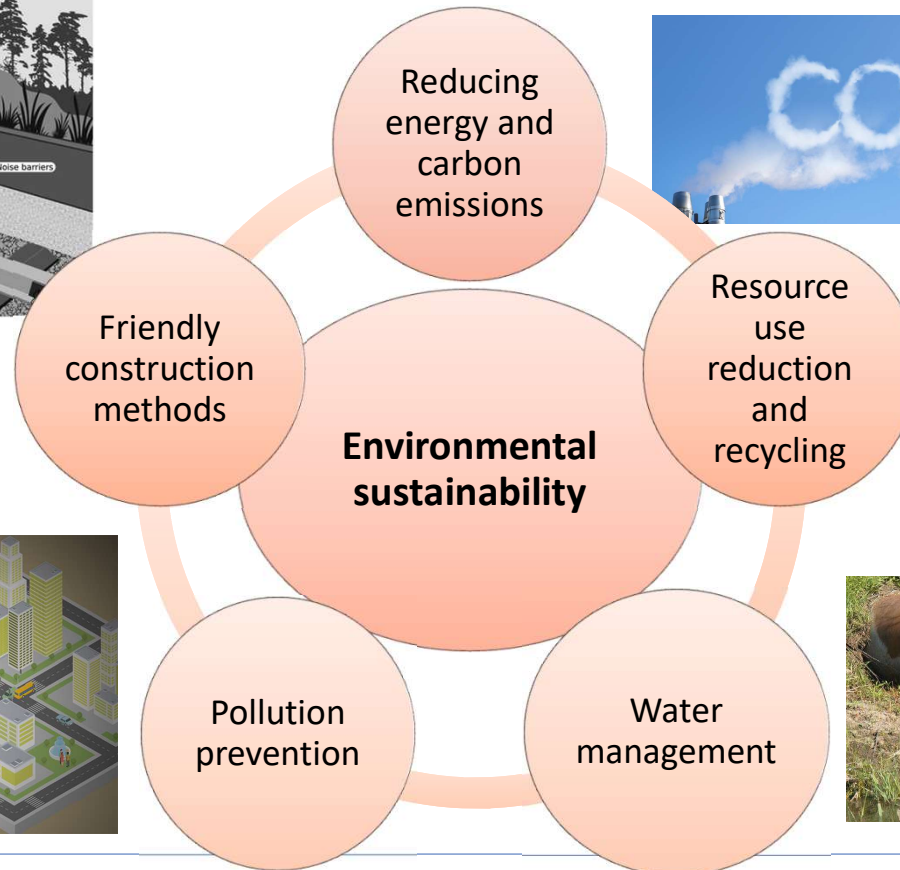 Reducing
energy and
carbon
emissions
CO
Noise barriers
Resource
use
reduction
and
recycling
Friendly
construction
methods
Environmental
sustainability
Pollution
prevention
Water
management